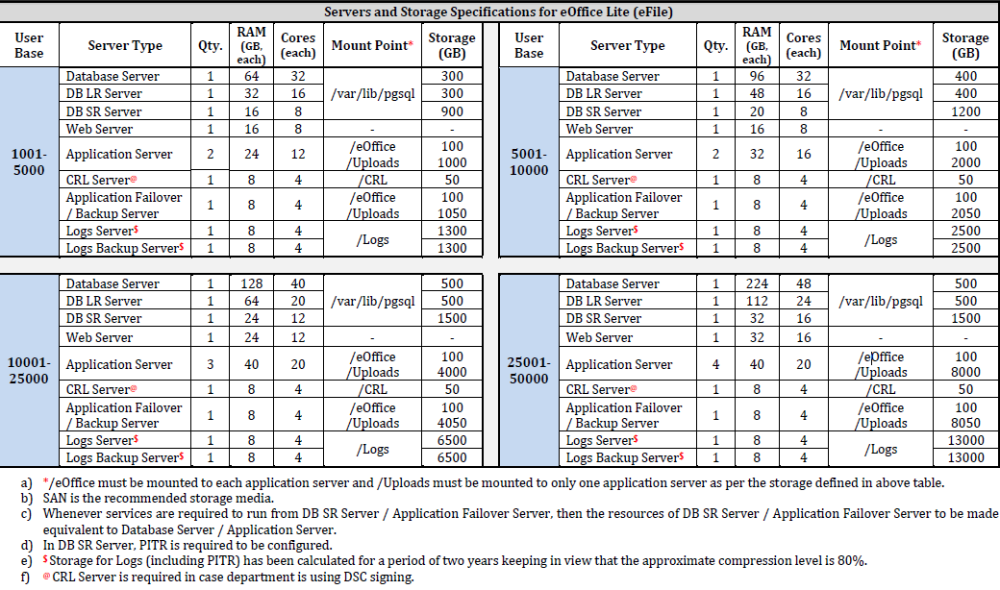 Servers and Storage Specifications for eOffice Lite (eFile)
User Base Server Type Qty. RAM (GB, each) Cores (each) Mount Point* Storage (GB)
1001-5000
Database Server 1 64 32 /var/lib/pgsql 300
DB LR Server 1 32 16 300
DB SR Server 1 16 8 900
Web Server 1 16 8 - -
Application Server 2 24 12 /eOffice 100
/Uploads 1000
CRL Server@ 1 8 4 /CRL 50
Application Failover / Backup Server 1 8 4 /eOffice 100
/Uploads 1050
Logs Server$ 1 8 4 /Logs 1300
Logs Backup Server$ 1 8 4 1300
User Base Server Type Qty. RAM (GB, each) Cores (each) Mount Point* Storage (GB)
5001-10000
Database Server 1 96 32 /var/lib/pgsql 400
DB LR Server 1 48 16 400
DB SR Server 1 20 8 1200
Web Server 1 16 8 - -
Application Server 2 32 16 /eOffice 100
/Uploads 2000
CRL Server@ 1 8 4 /CRL 50
Application Failover / Backup Server 1 8 4 /eOffice 100
/Uploads 2050
Logs Server$ 1 8 4 /Logs 2500
Logs Backup Server$ 1 8 4 2500
10001-25000
Database Server 1 128 40 /var/lib/pgsql 500
DB LR Server 1 64 20 500
DB SR Server 1 24 12 1500
Web Server 1 24 12 - -
Application Server 3 40 20 /eOffice 100
/Uploads 4000
CRL Server@ 1 8 4 /CRL 50
Application Failover / Backup Server 1 8 4 /eOffice 100
/Uploads 4050
Logs Server$ 1 8 4 /Logs 6500
Logs Backup Server$ 1 8 4 6500
25001-50000
Database Server 1 224 48 /var/lib/pgsql 500
DB LR Server 1 112 24 500
DB SR Server 1 32 16 1500
Web Server 1 32 16 - -
Application Server 4 40 20 /eOffice 100
/Uploads 8000
CRL Server@ 1 8 4 /CRL 50
Application Failover / Backup Server 1 8 4 /eOffice 100
/Uploads 8050
Logs Server$ 1 8 4 /Logs 13000
Logs Backup Server$ 1 8 4 13000
a) */eOffice must be mounted to each application server and /Uploads must be mounted to only one application server as per the storage defined in above table.
b) SAN is the recommended storage media.
c) Whenever services are required to run from DB SR Server / Application Failover Server, then the resources of DB SR Server / Application Failover Server to be made
equivalent to Database Server / Application Server.
d) In DB SR Server, PITR is required to be configured.
e) $Storage for Logs (including PITR) has been calculated for a period of two years keeping in view that the approximate compression level is 80%.
f) @CRL Server is required in case department is using DSC signing.